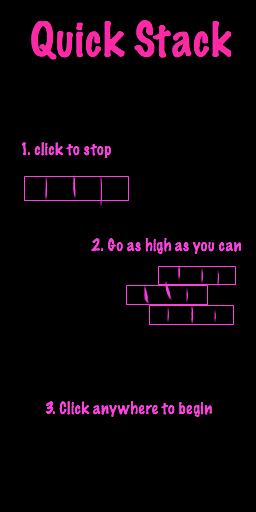 Quick Stack
1. click to stop
2. Go as high as you can
3. Click anywhere to begin